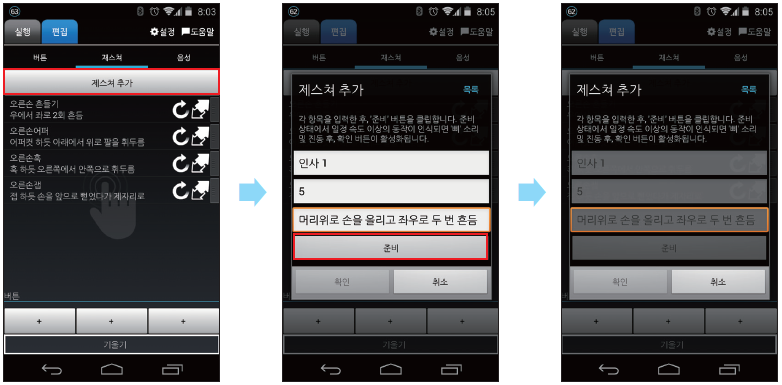 63
8:03
실행
편집
설정
도움말
버튼
제스쳐
음성
제스쳐 추가
오른손 흔들기
우에서 좌로 2회 흔듬
오른손어퍼
어퍼컷 하듯 아래에서 위로 팔을 휘두름
오른손훅
훅 하듯 오른쪽에서 안쪽으로 휘두름
오른손잽
잽 하듯 손을 앞으로 뻗었다가 제자리로
버튼
+
+
+
기울기
62
8:05
실행
편집
설정
도움말
버튼
제스쳐
음성
제스쳐 추가
목록
각 항목을 입력한 후, '준비' 버튼을 클립합니다. 준비
상태에서 일정 속도 이상의 동작이 인식되면 '삐' 소리
및 진동 후, 확인 버튼이 활성화됩니다.
인사 1
5
머리위로 손을 올리고 좌우로 두 번 흔듬
준비
확인
취소
+
+
+
기울기
62
8:05
실행
편집
설정
도움말
버튼
제스쳐
음성
제스쳐 추가
목록
각 항목을 입력한 후, '준비' 버튼을 클립합니다. 준비
상태에서 일정 속도 이상의 동작이 인식되면 '삐' 소리
및 진동 후, 확인 버튼이 활성화됩니다.
인사 1
5
머리위로 손을 올리고 좌우로 두 번 흔듬
준비
확인
취소
+
+
+
기울기